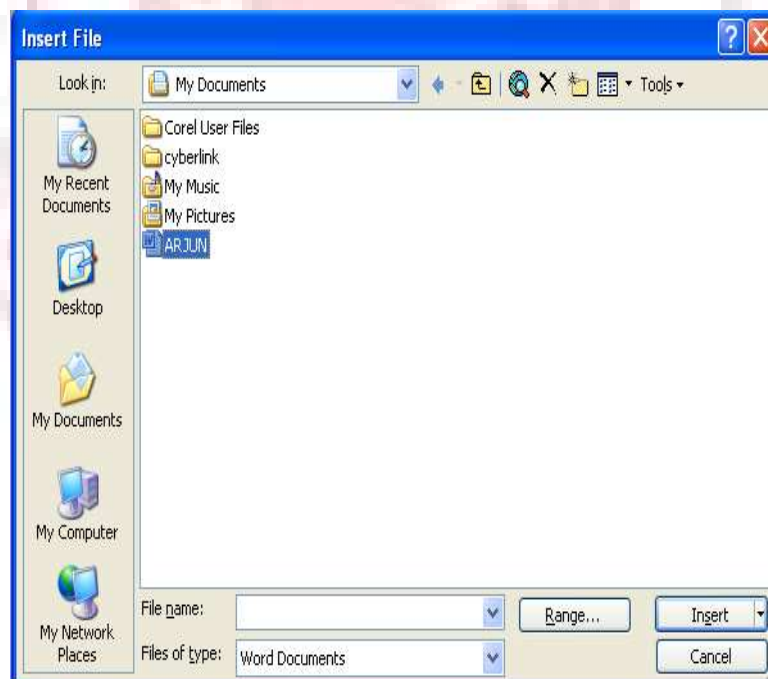 Insert File
Look in:
My Documents
Tools
My Recent
Documents
Desktop
My Documents
My Computer
My Network
Places
Corel User Files
cyberlink
My Music
My Pictures
ARJUN
File name:
Range...
Insert
Files of type:
Word Documents
Cancel